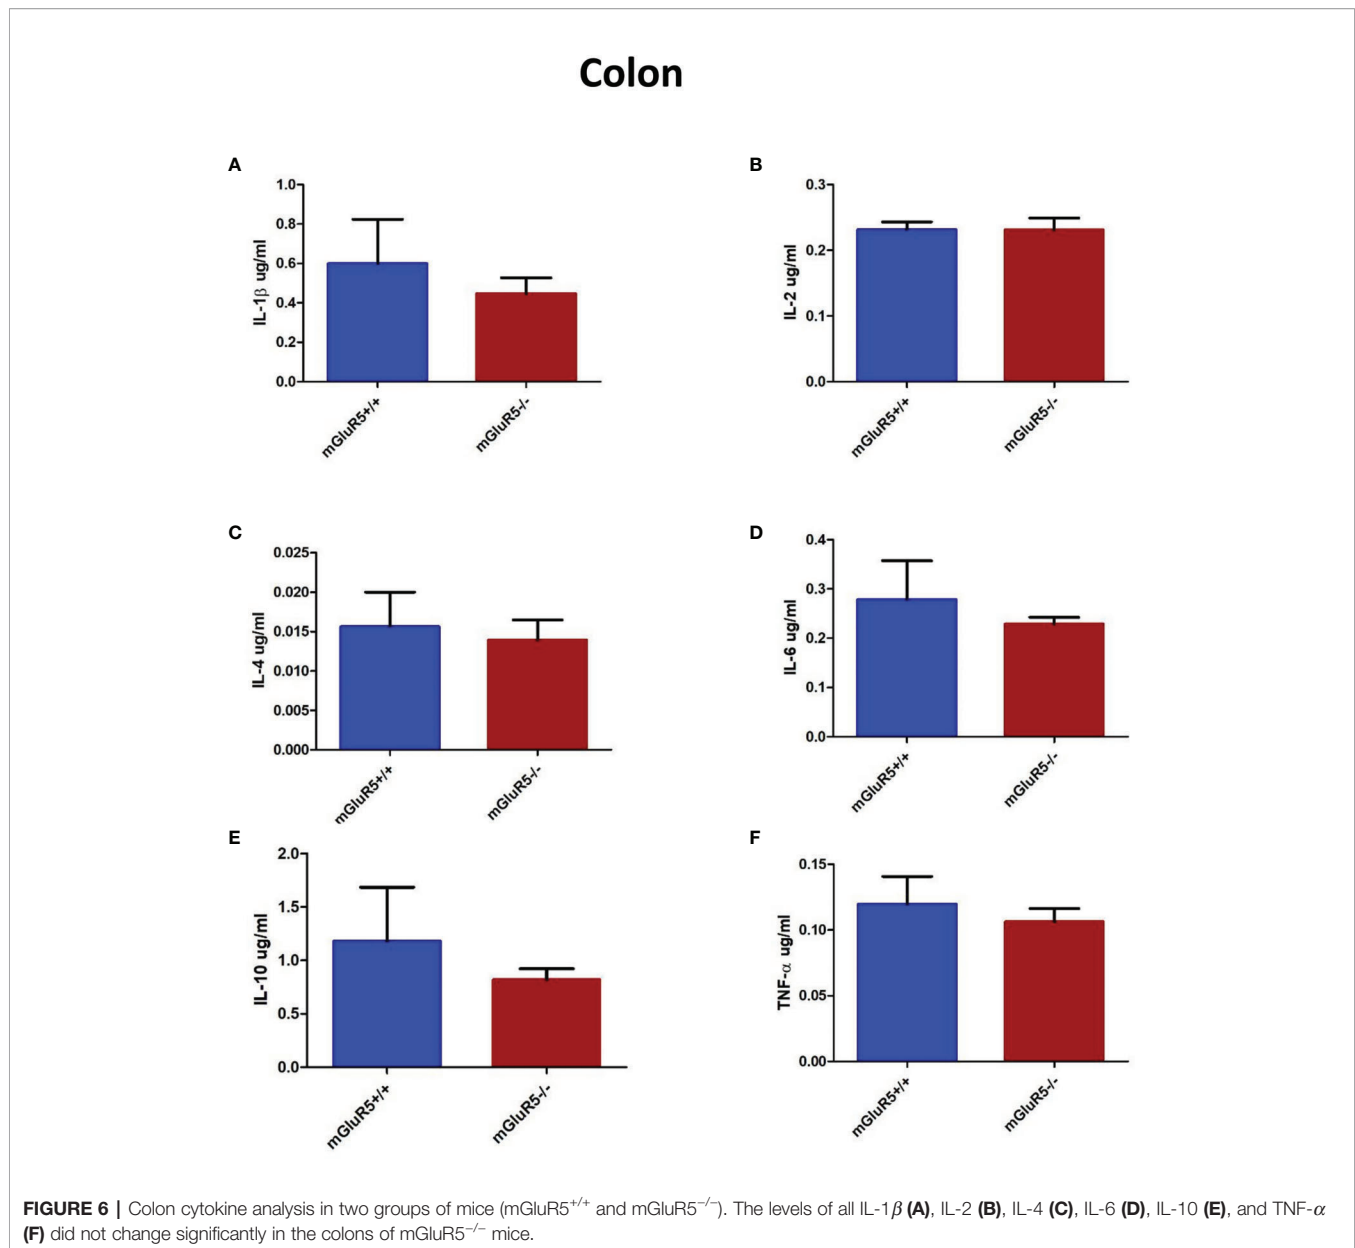 Colon
A
IL-1β ug/ml
1.0
0.8
0.6
0.4
0.2
0.0
mGluR5+/+
mGluR5-/-
B
IL-2 ug/ml
0.3
0.2
0.1
0.0
mGluR5+/+
mGluR5-/-
C
IL-4 ug/ml
0.025
0.020
0.015
0.010
0.005
0.000
mGluR5+/+
mGluR5-/-
D
IL-6 ug/ml
0.4
0.3
0.2
0.1
0.0
mGluR5+/+
mGluR5-/-
E
IL-10 ug/ml
2.0
1.5
1.0
0.5
0.0
mGluR5+/+
mGluR5-/-
F
TNF-α ug/ml
0.15
0.10
0.05
0.00
mGluR5+/+
mGluR5-/-
FIGURE 6 | Colon cytokine analysis in two groups of mice (mGluR5+/+ and mGluR5−/−). The levels of all IL-1β (A), IL-2 (B), IL-4 (C), IL-6 (D), IL-10 (E), and TNF-α
(F) did not change significantly in the colons of mGluR5−/− mice.